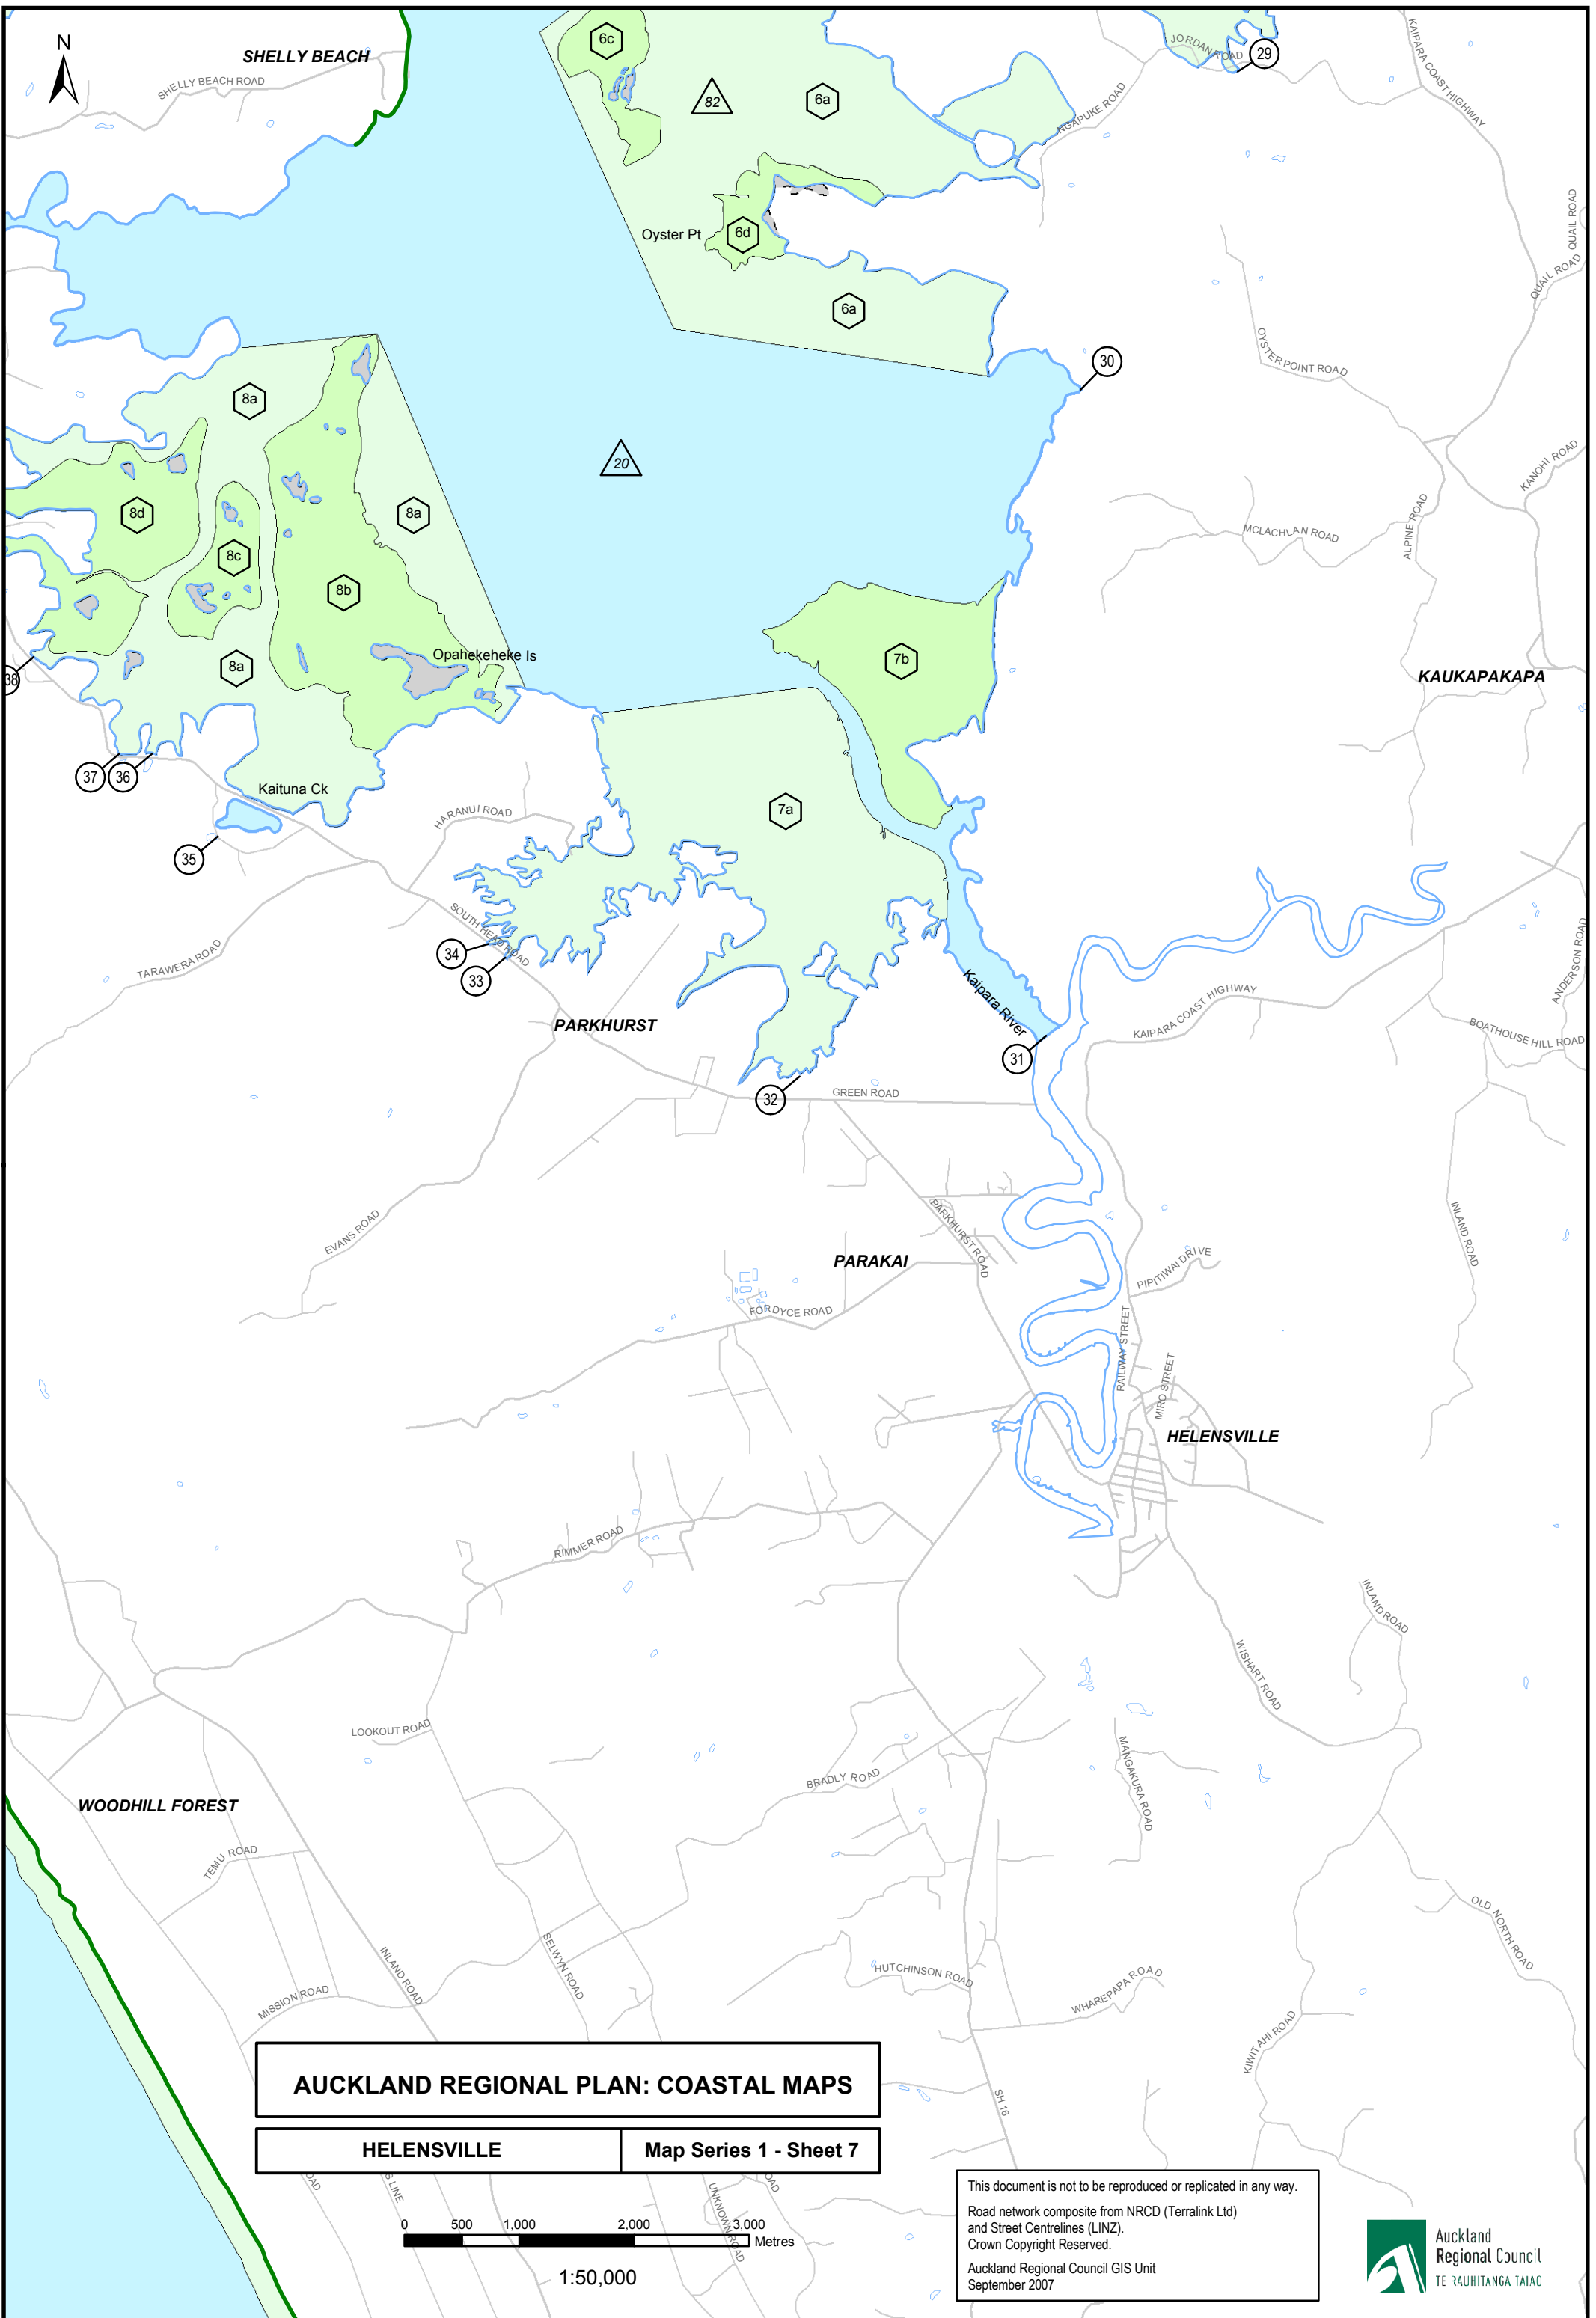 N
SHELLY BEACH
SHELLY BEACH ROAD
6c
82
6a
JORDAN ROAD
29
KAIPARA COAST HIGHWAY
NGAPUKE ROAD
Oyster Pt
6d
QUAIL ROAD
QUAIL ROAD
6a
30
OYSTER POINT ROAD
8a
20
8d
8a
8c
8b
KANOHI ROAD
MCLACHLAN ROAD
ALPINE ROAD
Opahekeheke Is
8a
7b
38
KAUKAPAKAPA
37
36
Kaituna Ck
HARANUI ROAD
7a
35
SOUTH HEAD ROAD
34
33
TARAWERA ROAD
Kaipara River
PARKHURST
31
KAIPARA COAST HIGHWAY
ANDERSON ROAD
BOATHOUSE HILL ROAD
32
GREEN ROAD
EVANS ROAD
PARKHURST ROAD
INLAND ROAD
PARAKAI
PIPITIWAI DRIVE
FORDYCE ROAD
RAILWAY STREET
MIRO STREET
HELENSVILLE
RIMMER ROAD
INLAND ROAD
WISHART ROAD
LOOKOUT ROAD
BRADLY ROAD
MANGAKURA ROAD
WOODHILL FOREST
TEMU ROAD
OLD NORTH ROAD
INLAND ROAD
SELWYN ROAD
HUTCHINSON ROAD
WHAREPAPA ROAD
MISSION ROAD
KIWITAHI ROAD
SH 16
AUCKLAND REGIONAL PLAN: COASTAL MAPS
HELENSVILLE
Map Series 1 - Sheet 7
OAD
S LINE
UNKNOWN ROAD
OAD
0 500 1,000 2,000 3,000
Metres
1:50,000
This document is not to be reproduced or replicated in any way.
Road network composite from NRCD (Terralink Ltd)
and Street Centrelines (LINZ).
Crown Copyright Reserved.
Auckland Regional Council GIS Unit
September 2007
Auckland
Regional Council
TE RAUHITANGA TAIAO